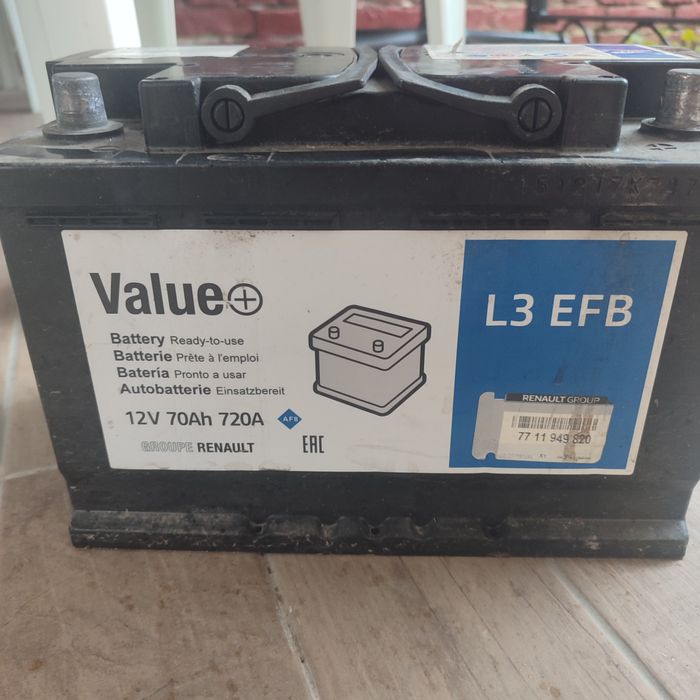 Value+
L3 EFB
Battery Ready-to-use
Batterie Prête à l'emploi
Batería Pronto a usar
Autobatterie Einsatzbereit
12V 70Ah 720A
AFB
GROUPE RENAULT
EAC
RENAULT GROUP
77 11 949 820